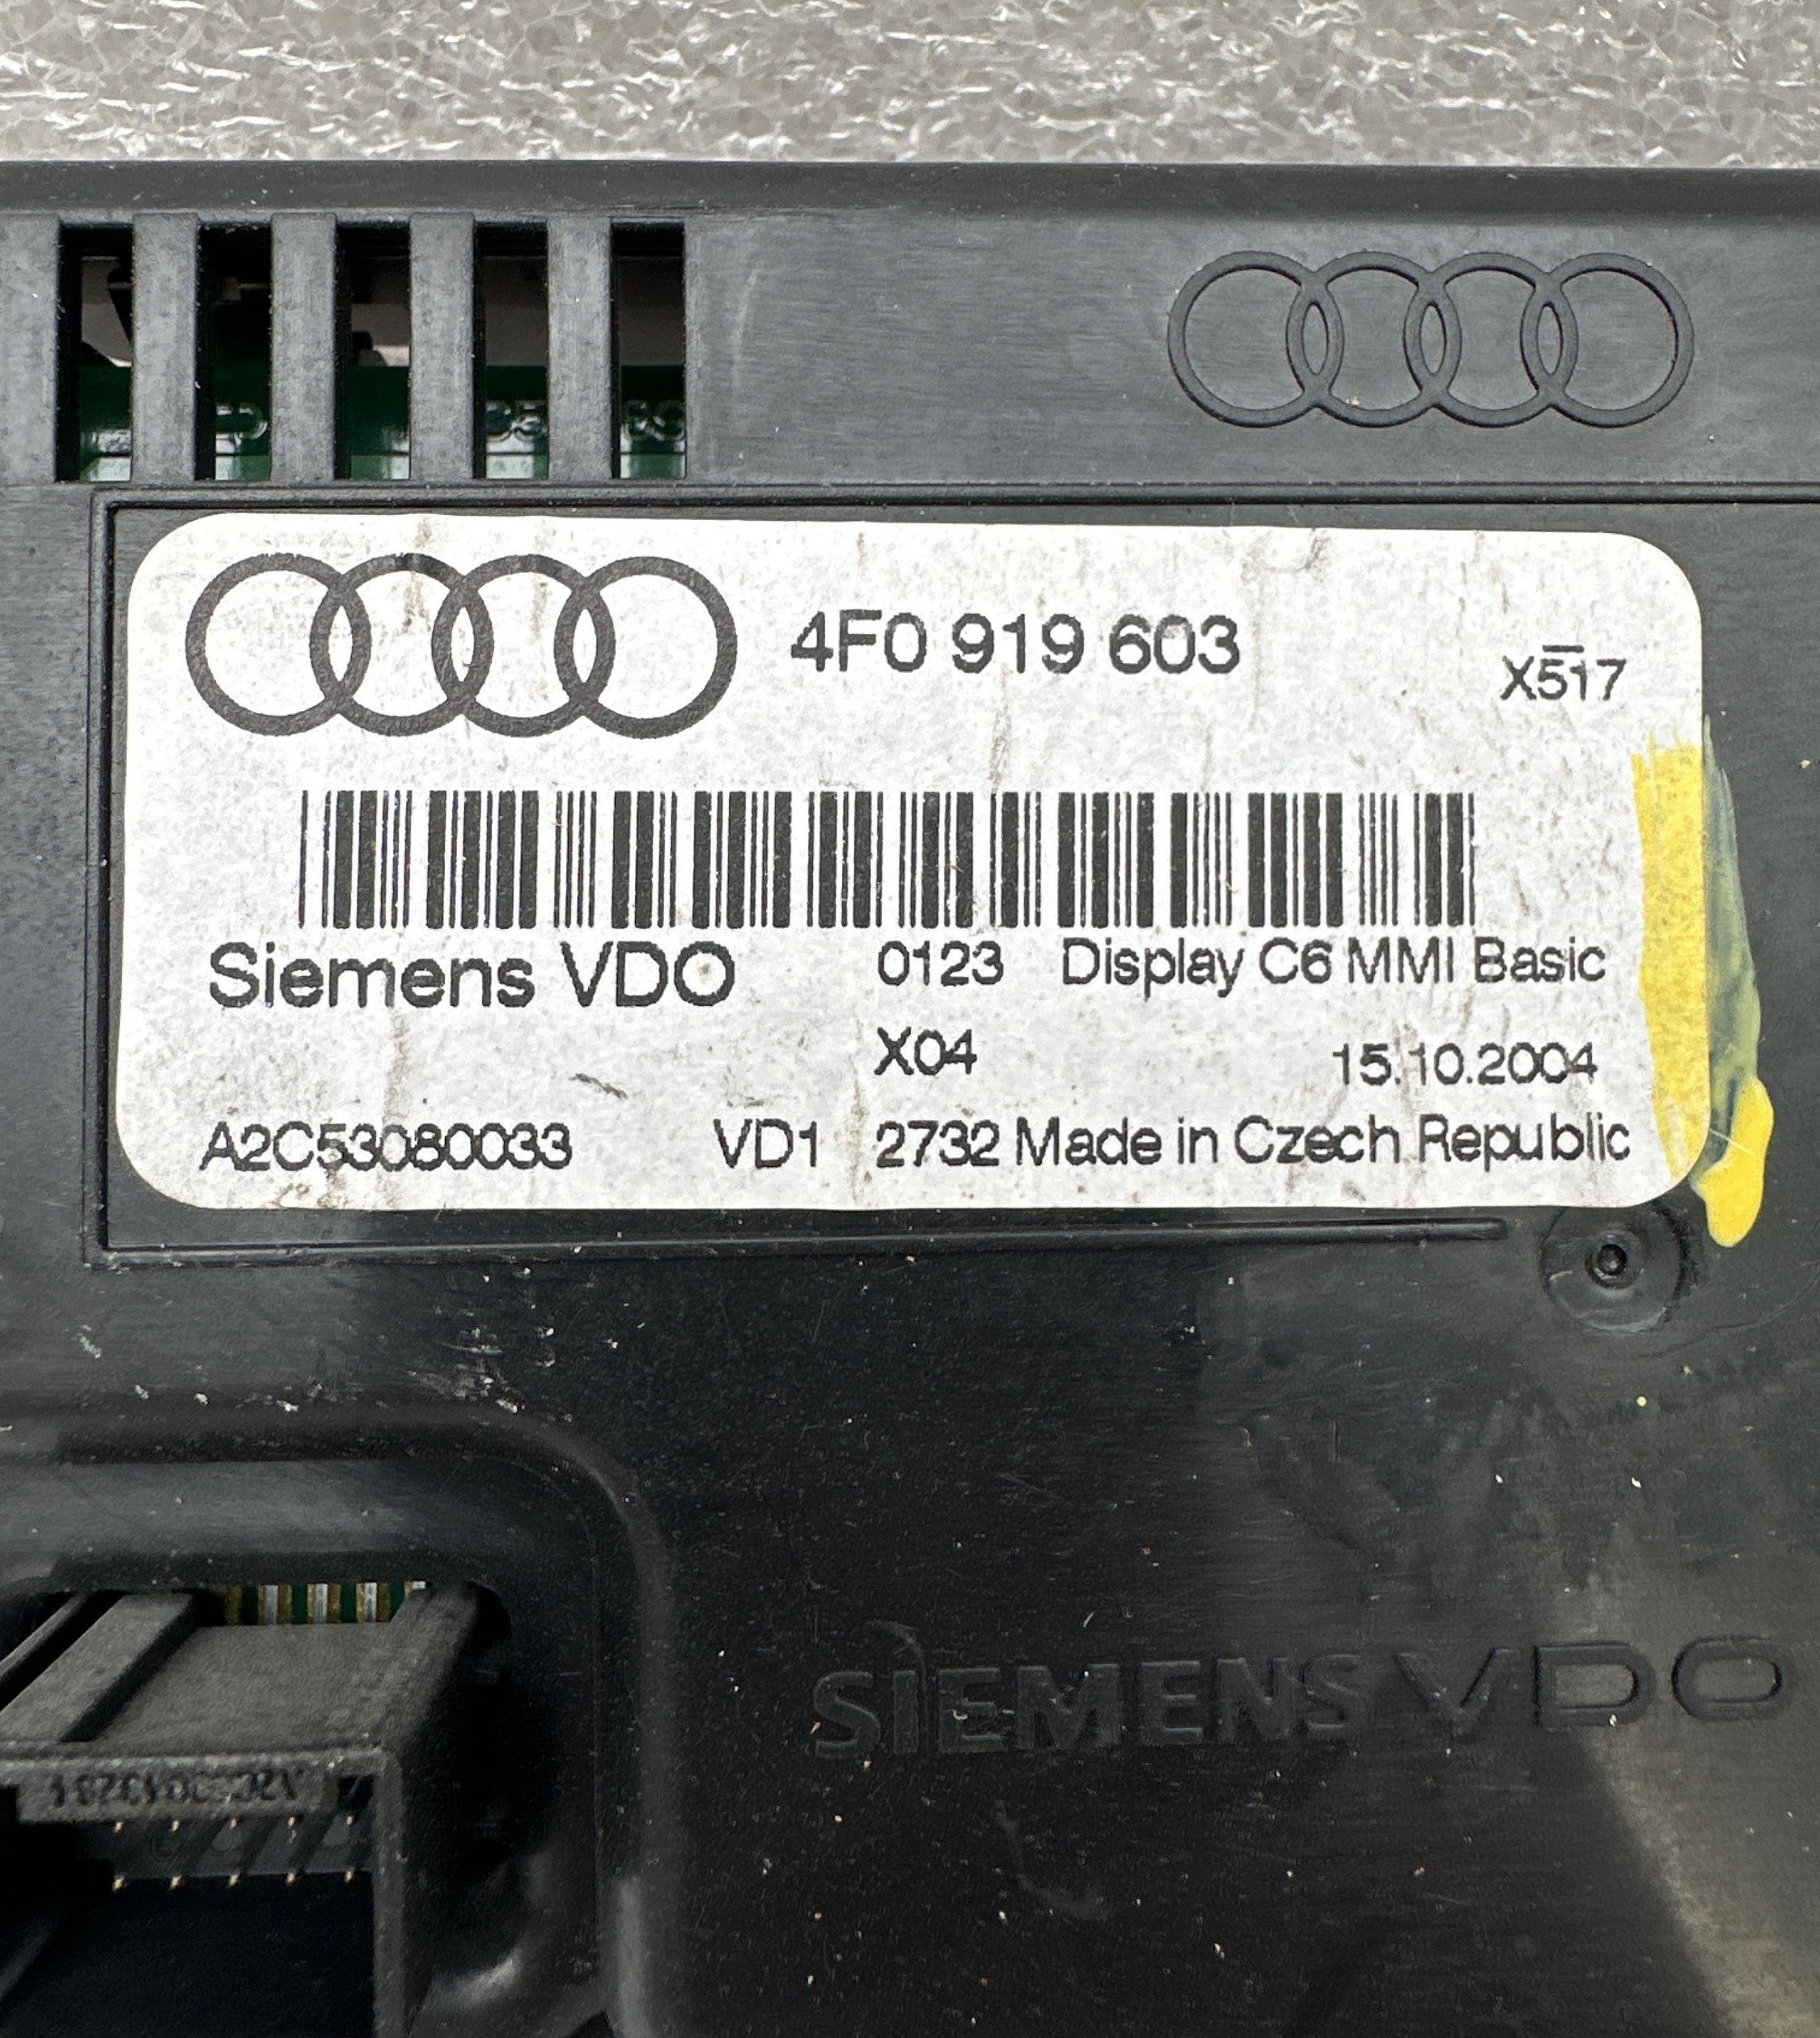 4F0 919 603
X517
Siemens VDO 0123 Display C6 MMI Basic
X04 15.10.2004
A2C53080033 VD1 2732 Made in Czech Republic
SIEMENS VDO